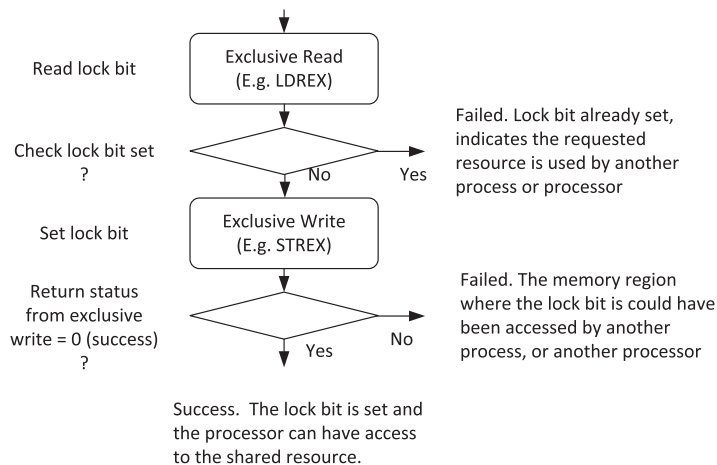 Read lock bit
Exclusive Read
(E.g. LDREX)
Check lock bit set
?
No
Yes
Failed. Lock bit already set,
indicates the requested
resource is used by another
process or processor
Set lock bit
Exclusive Write
(E.g. STREX)
Return status
from exclusive
write = 0 (success)
?
Yes
No
Failed. The memory region
where the lock bit is could have
been accessed by another
process, or another processor
Success. The lock bit is set and
the processor can have access
to the shared resource.